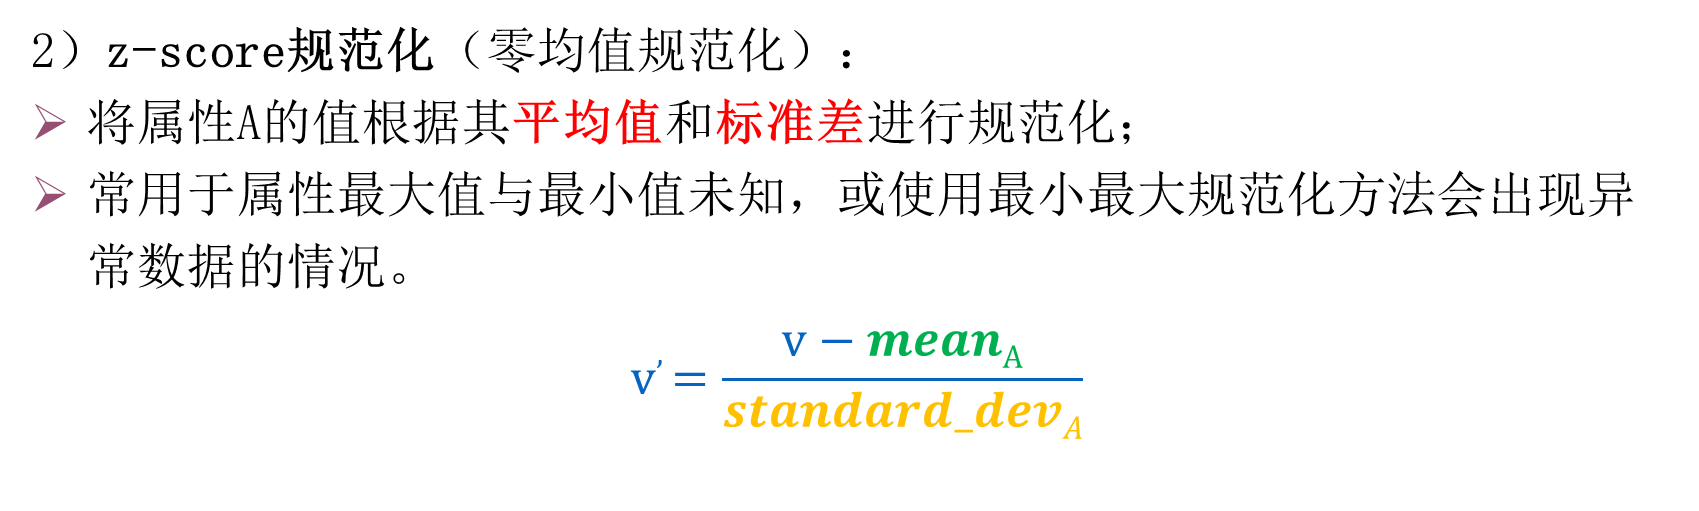 2）z-score规范化（零均值规范化）：
➢ 将属性A的值根据其平均值和标准差进行规范化；
➢ 常用于属性最大值与最小值未知，或使用最小最大规范化方法会出现异
常数据的情况。
v - mean_A
v’ =
standard_dev_A